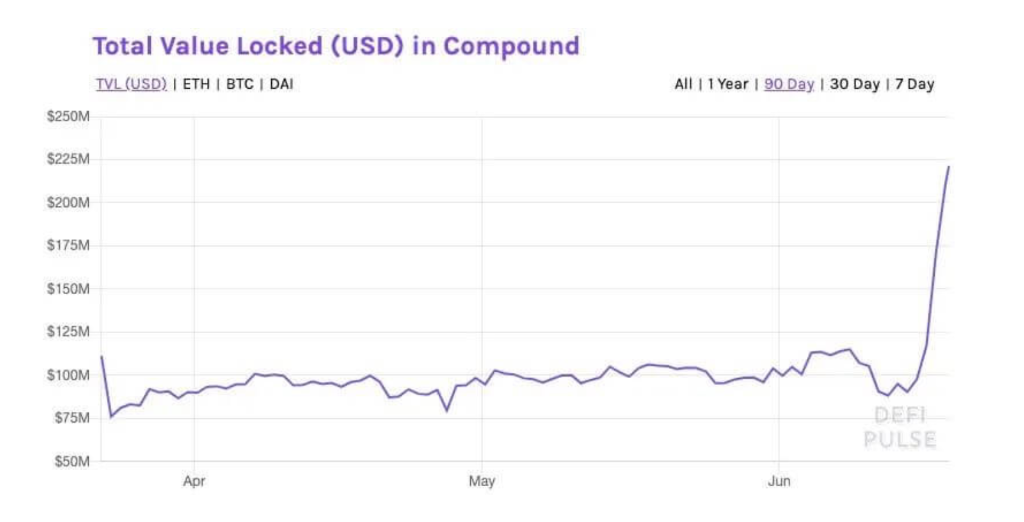 Total Value Locked (USD) in Compound
TVL (USD) | ETH | BTC | DAI
All | 1 Year | 90 Day | 30 Day | 7 Day
$250M
$225M
$200M
$175M
$150M
$125M
$100M
$75M
$50M
DEFI
PULSE
Apr
May
Jun